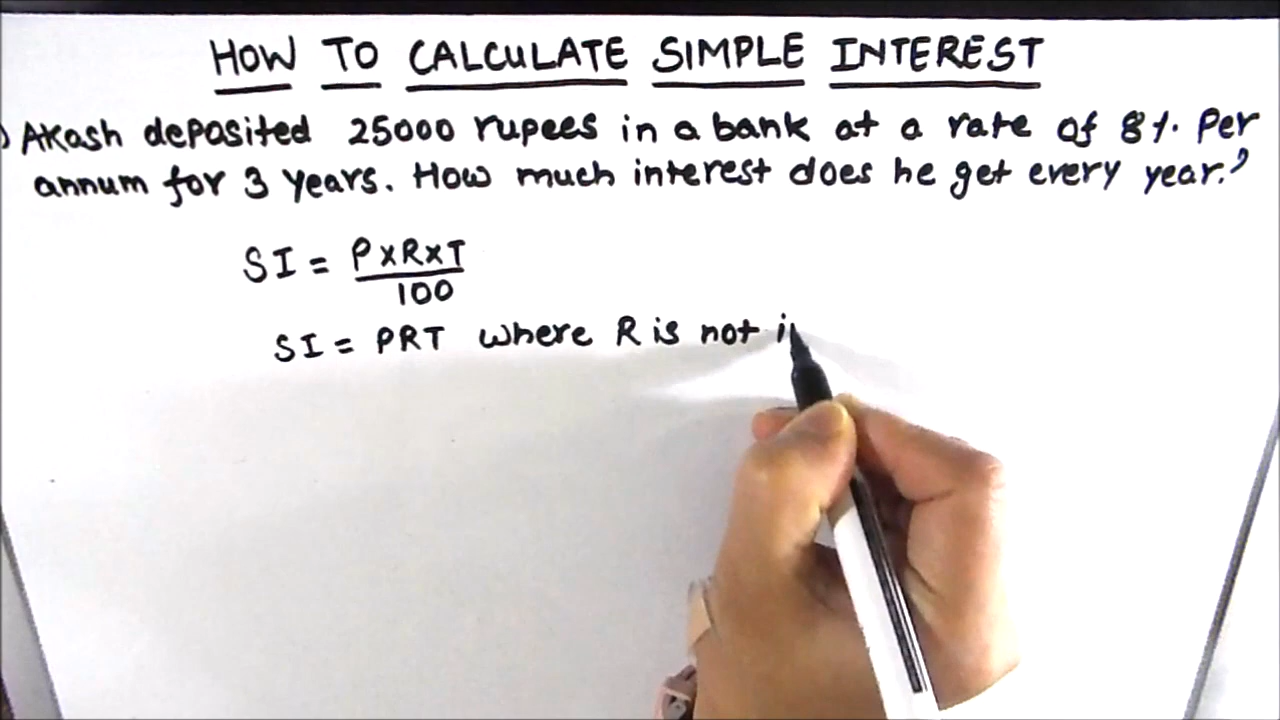 HOW TO CALCULATE SIMPLE INTEREST
) Akash deposited 25000 rupees in a bank at a rate of 8%. Per
annum for 3 years. How much interest does he get every year.?
SI = P×R×T
100
SI = PRT where R is not i